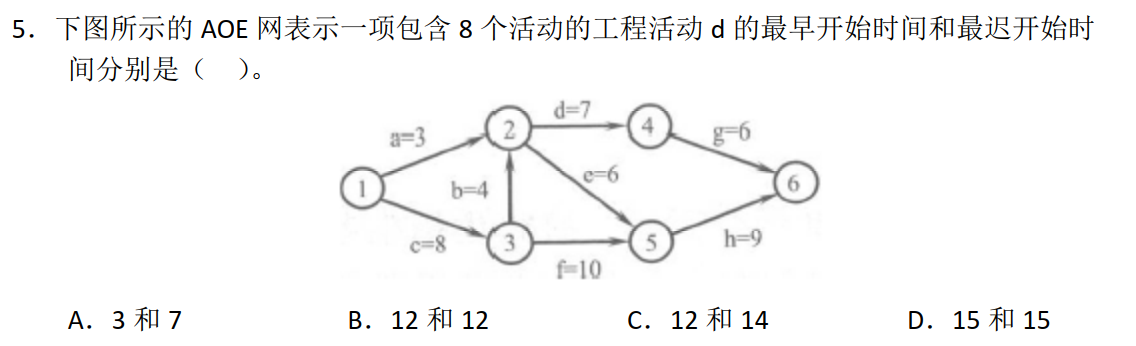 5. 下图所示的 AOE 网表示一项包含 8 个活动的工程活动 d 的最早开始时间和最迟开始时
间分别是（ ）。
d=7
a=3
2
4
g=6
1
b=4
e=6
6
c=8
3
5
h=9
f=10
A. 3 和 7 B. 12 和 12 C. 12 和 14 D. 15 和 15